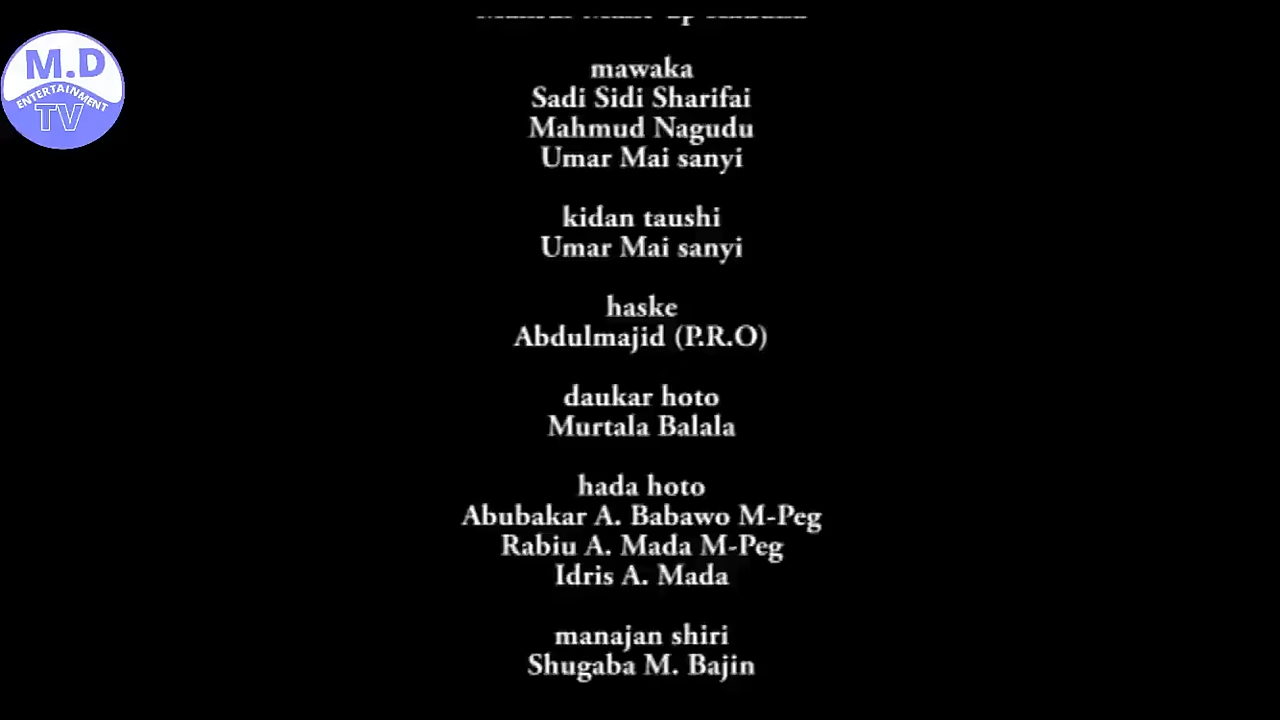 M.D
ENTERTAINMENT
TV
mawaka
Sadi Sidi Sharifai
Mahmud Nagudu
Umar Mai sanyi
kidan taushi
Umar Mai sanyi
haske
Abdulmajid (P.R.O)
daukar hoto
Murtala Balala
hada hoto
Abubakar A. Babawo M-Peg
Rabiu A. Mada M-Peg
Idris A. Mada
manajan shiri
Shugaba M. Bajin